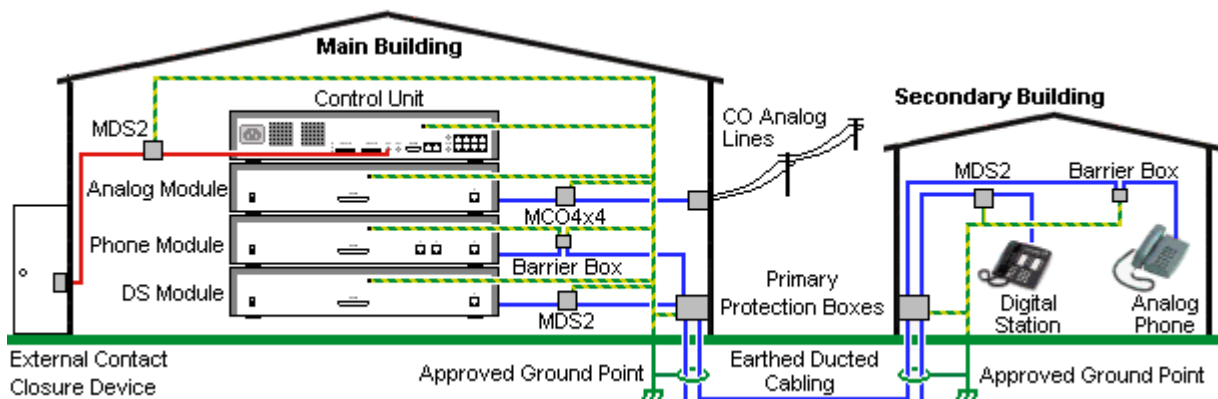 Main Building
Control Unit
MDS2
Analog Module
MCO4x4
Phone Module
Barrier Box
DS Module
MDS2
External Contact
Closure Device
Approved Ground Point
CO Analog
Lines
Primary
Protection Boxes
Earthed Ducted
Cabling
Secondary Building
MDS2
Barrier Box
Digital
Station
Analog
Phone
Approved Ground Point